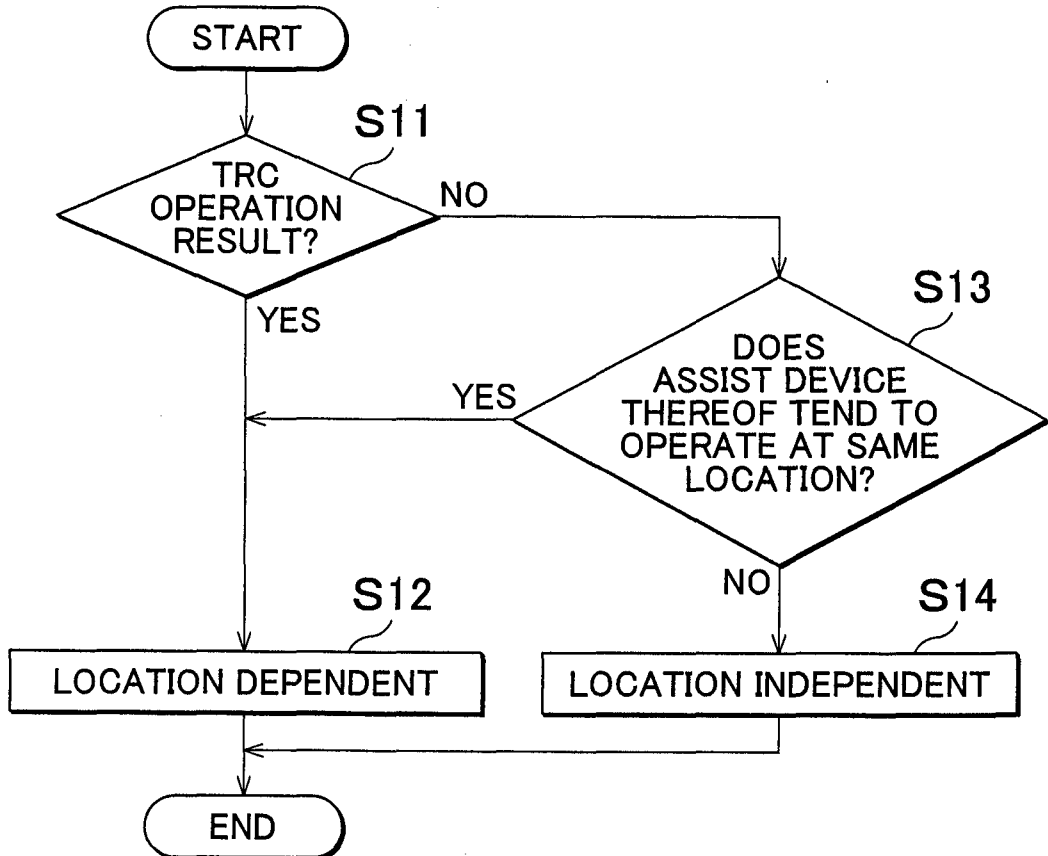 START
S11
TRC
OPERATION
RESULT?
NO
YES
S13
DOES
ASSIST DEVICE
THEREOF TEND TO
OPERATE AT SAME
LOCATION?
YES
NO
S12
LOCATION DEPENDENT
S14
LOCATION INDEPENDENT
END